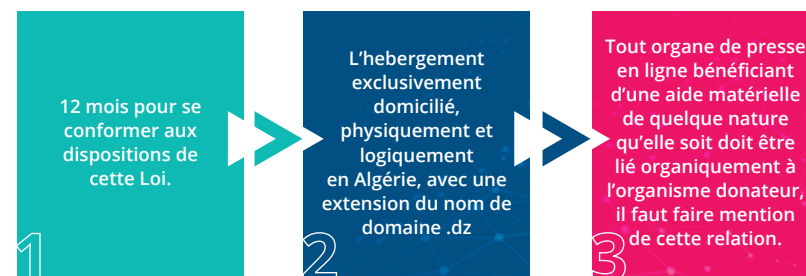 12 mois pour se
conformer aux
dispositions de
cette Loi.
1
L’hebergement
exclusivement
domicilié,
physiquement et
logiquement
en Algérie, avec une
extension du nom de
domaine .dz
2
Tout organe de presse
en ligne bénéficiant
d’une aide matérielle
de quelque nature
qu’elle soit doit être
lié organiquement à
l’organisme donateur,
il faut faire mention
de cette relation.
3